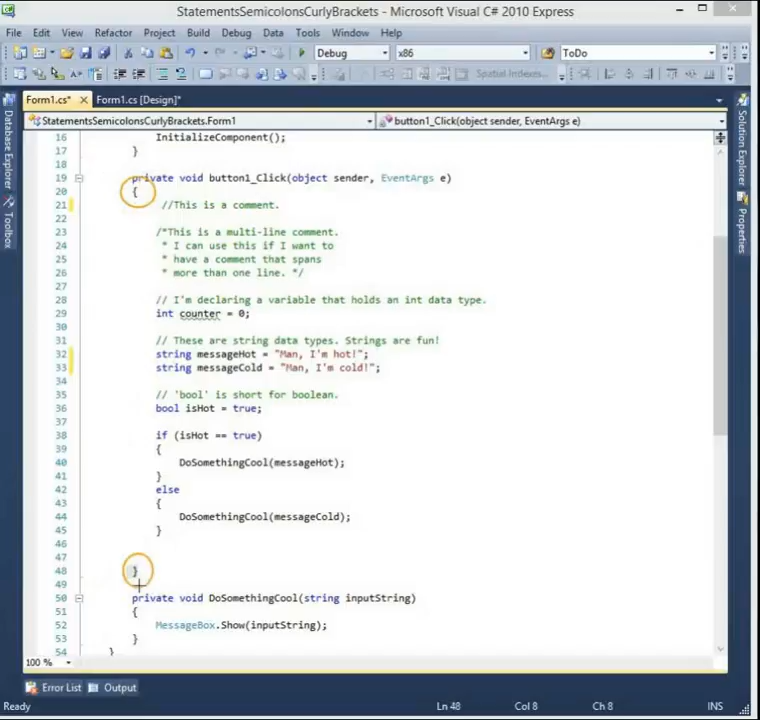 StatementsSemicolonsCurlyBrackets - Microsoft Visual C# 2010 Express
File Edit View Refactor Project Build Debug Data Tools Window Help
Debug x86 ToDo
Spatial Indexes...
Form1.cs* Form1.cs [Design]*
StatementsSemicolonsCurlyBrackets.Form1 button1_Click(object sender, EventArgs e)
Database Explorer
Toolbox
Solution Explorer
Properties
16 InitializeComponent();
17 }
18
19 private void button1_Click(object sender, EventArgs e)
20 {
21 //This is a comment.
22
23 /*This is a multi-line comment.
24 * I can use this if I want to
25 * have a comment that spans
26 * more than one line. */
27
28 // I'm declaring a variable that holds an int data type.
29 int counter = 0;
30
31 // These are string data types. Strings are fun!
32 string messageHot = "Man, I'm hot!";
33 string messageCold = "Man, I'm cold!";
34
35 // 'bool' is short for boolean.
36 bool isHot = true;
37
38 if (isHot == true)
39 {
40 DoSomethingCool(messageHot);
41 }
42 else
43 {
44 DoSomethingCool(messageCold);
45 }
46
47
48 }
49
50 private void DoSomethingCool(string inputString)
51 {
52 MessageBox.Show(inputString);
53 }
54 }
100 %
Error List Output
Ready Ln 48 Col 8 Ch 8 INS